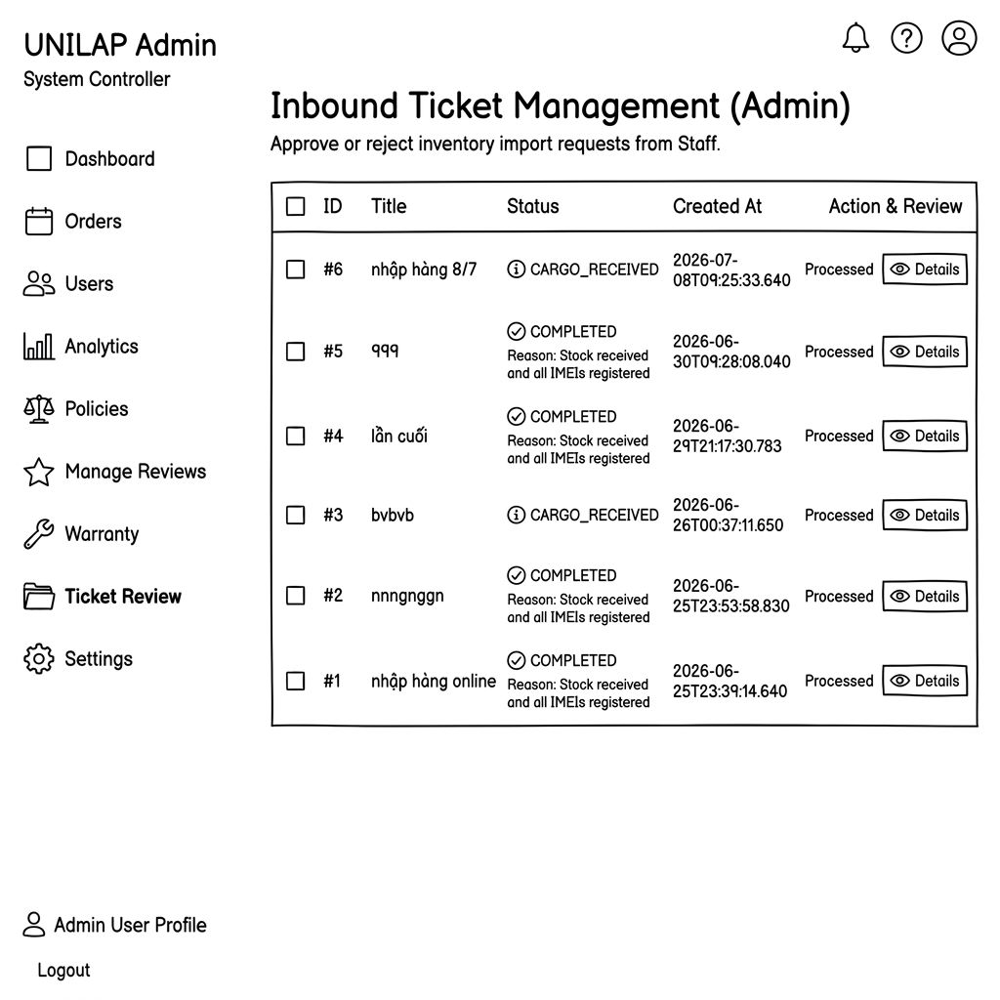 UNILAP Admin
System Controller
Dashboard
Orders
Users
Analytics
Policies
Manage Reviews
Warranty
Ticket Review
Settings
Admin User Profile
Logout
Inbound Ticket Management (Admin)
Approve or reject inventory import requests from Staff.
ID Title Status Created At Action & Review
#6 nhập hàng 8/7 CARGO_RECEIVED 2026-07-
08T09:25:33.640 Processed Details
#5 999 COMPLETED
Reason: Stock received
and all IMEIs registered
2026-06-
30T09:28:08.040 Processed Details
#4 lần cuối COMPLETED
Reason: Stock received
and all IMEIs registered
2026-06-
29T21:17:30.783 Processed Details
#3 bvbvb CARGO_RECEIVED 2026-06-
26T00:37:11.650 Processed Details
#2 nnngnggn COMPLETED
Reason: Stock received
and all IMEIs registered
2026-06-
25T23:53:58.830 Processed Details
#1 nhập hàng online COMPLETED
Reason: Stock received
and all IMEIs registered
2026-06-
25T23:39:14.640 Processed Details